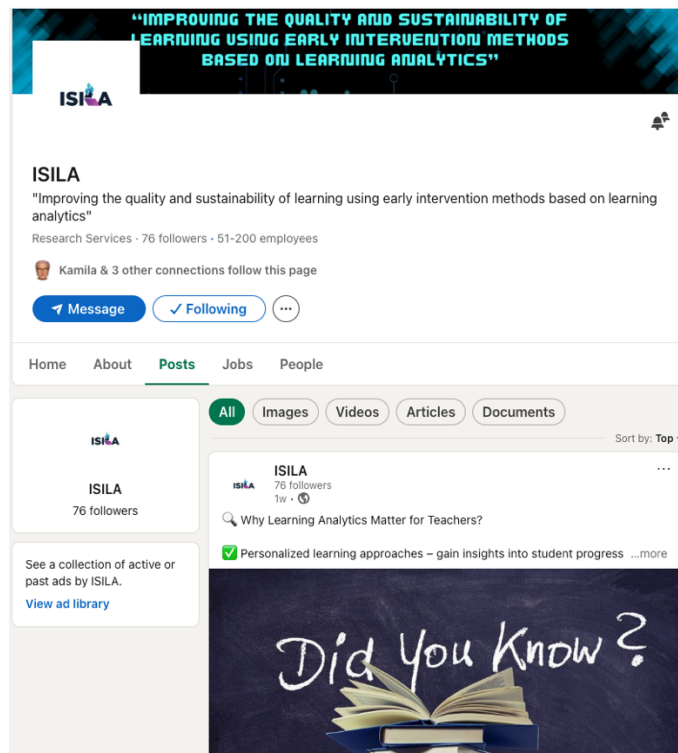 “IMPROVING THE QUALITY AND SUSTAINABILITY OF
LEARNING USING EARLY INTERVENTION METHODS
BASED ON LEARNING ANALYTICS”
ISILA
ISILA
"Improving the quality and sustainability of learning using early intervention methods based on learning
analytics"
Research Services · 76 followers · 51-200 employees
Kamila & 3 other connections follow this page
Message
Following
Home
About
Posts
Jobs
People
ISILA
ISILA
76 followers
See a collection of active or
past ads by ISILA.
View ad library
All
Images
Videos
Articles
Documents
Sort by: Top
ISILA
ISILA
76 followers
1w •
🔍 Why Learning Analytics Matter for Teachers?
✅ Personalized learning approaches – gain insights into student progress ...more
Did You Know?